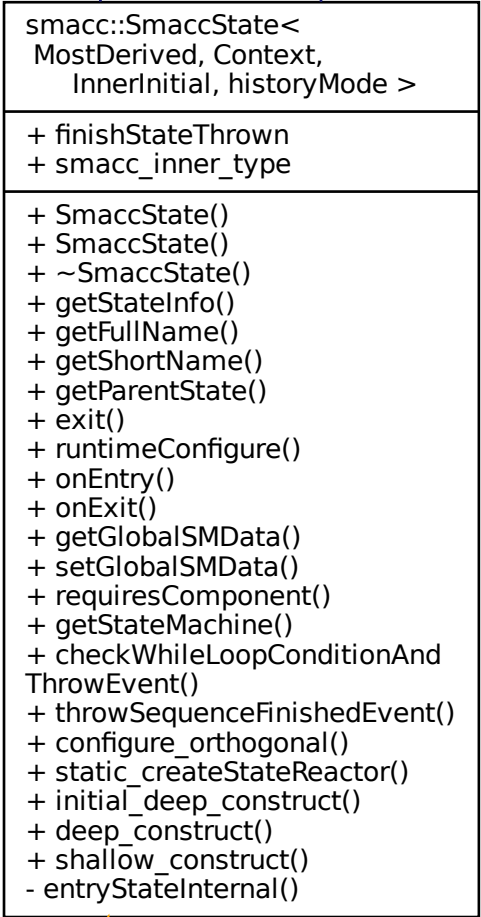 smacc::SmaccState<
MostDerived, Context,
InnerInitial, historyMode >
+ finishStateThrown
+ smacc_inner_type
+ SmaccState()
+ SmaccState()
+ ~SmaccState()
+ getStateInfo()
+ getFullName()
+ getShortName()
+ getParentState()
+ exit()
+ runtimeConfigure()
+ onEntry()
+ onExit()
+ getGlobalSMData()
+ setGlobalSMData()
+ requiresComponent()
+ getStateMachine()
+ checkWhileLoopConditionAnd
ThrowEvent()
+ throwSequenceFinishedEvent()
+ configure_orthogonal()
+ static_createStateReactor()
+ initial_deep_construct()
+ deep_construct()
+ shallow_construct()
- entryStateInternal()